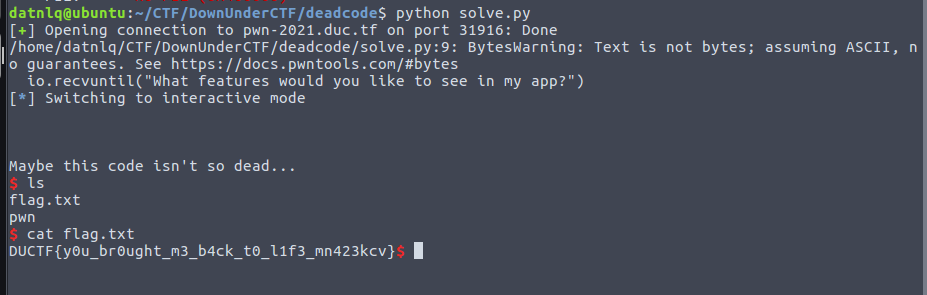 datnlq@ubuntu:~/CTF/DownUnderCTF/deadcode$ python solve.py
[+] Opening connection to pwn-2021.duc.tf on port 31916: Done
/home/datnlq/CTF/DownUnderCTF/deadcode/solve.py:9: BytesWarning: Text is not bytes; assuming ASCII, n
o guarantees. See https://docs.pwntools.com/#bytes
  io.recvuntil("What features would you like to see in my app?")
[*] Switching to interactive mode
Maybe this code isn't so dead...
$ ls
flag.txt
pwn
$ cat flag.txt
DUCTF{y0u_br0ught_m3_b4ck_t0_l1f3_mn423kcv}$